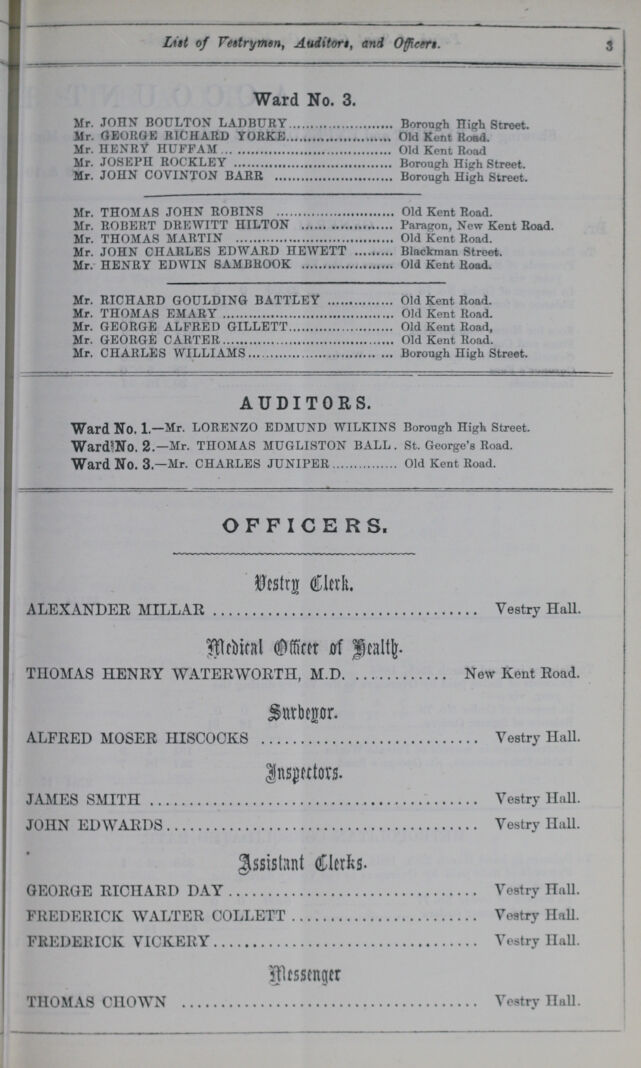 List of Vestrymen, Auditors, and Officers. 3
Ward No. 3.
Mr. JOHN BOULTON LADBURY...................... Borough High Street.
Mr. GEORGE RICHARD YORKE...................... Old Kent Road.
Mr. HENRY HUFFAM.................................... Old Kent Road
Mr. JOSEPH ROCKLEY .................................. Borough High Street.
Mr. JOHN COVINTON BARR ......................... Borough High Street.
Mr. THOMAS JOHN ROBINS ......................... Old Kent Road.
Mr. ROBERT DREWITT HILTON .................... Paragon, New Kent Road.
Mr. THOMAS MARTIN .................................. Old Kent Road.
Mr. JOHN CHARLES EDWARD HEWETT ........ Blackman Street.
Mr. HENRY EDWIN SAMBROOK .................... Old Kent Road.
Mr. RICHARD GOULDING BATTLEY .............. Old Kent Road.
Mr. THOMAS EMARY .................................... Old Kent Road.
Mr. GEORGE ALFRED GILLETT....................... Old Kent Road,
Mr. GEORGE CARTER..................................... Old Kent Road.
Mr. CHARLES WILLIAMS................................ Borough High Street.
AUDITORS.
Ward No. 1.—Mr. LORENZO EDMUND WILKINS Borough High Street.
Ward No. 2.—Mr. THOMAS MUGLISTON BALL. St. George's Road.
Ward No. 3.—Mr. CHARLES JUNIPER .............. Old Kent Road.
OFFICERS.
Vestry Clerk.
ALEXANDER MILLAR .................................. Vestry Hall.
Medical Officer of Health.
THOMAS HENRY WATERWORTH, M.D. ............ New Kent Road.
Surveyor.
ALFRED MOSER HISCOCKS ............................ Vestry Hall.
Inspectors.
JAMES SMITH .......................................... Vestry Hall.
JOHN EDWARDS........................................ Vestry Hall.
Assistant Clerks.
GEORGE RICHARD DAY................................ Vestry Hall.
FREDERICK WALTER COLLETT ........................ Vestry Hall.
FREDERICK VICKERY.................................. Vestry Hall.
Messenger
THOMAS CHOWN ...................................... Vestry Hall.